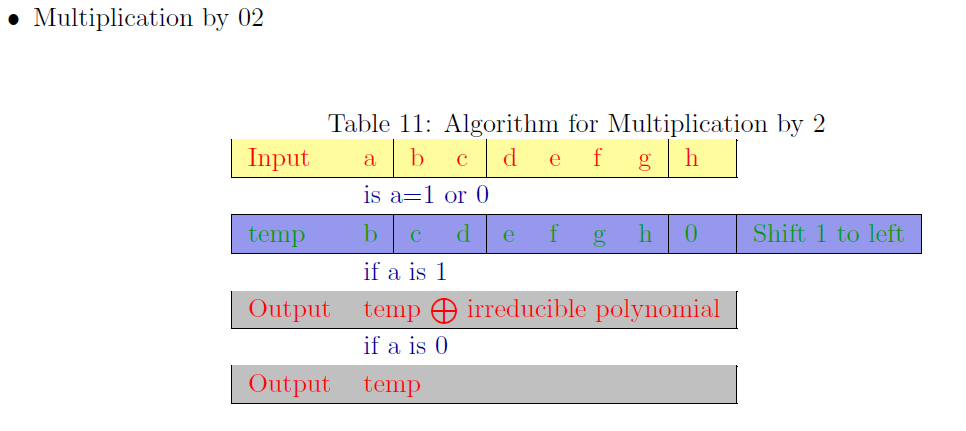 • Multiplication by 02
Table 11: Algorithm for Multiplication by 2
Input a b c d e f g h
is a=1 or 0
temp b c d e f g h 0 Shift 1 to left
if a is 1
Output temp ⊕ irreducible polynomial
if a is 0
Output temp